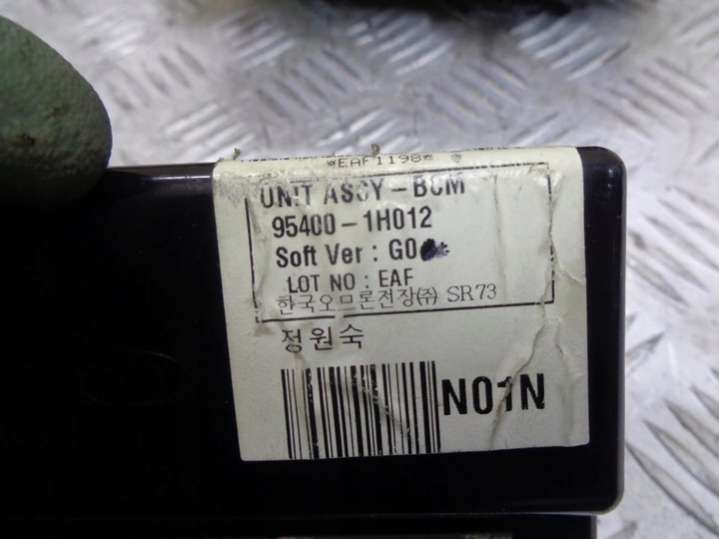 *EAF1198*
UNIT ASSY-BCM
95400-1H012
Soft Ver : G0
LOT NO : EAF
한국오므론전장㈜ SR73
정원숙
N01N